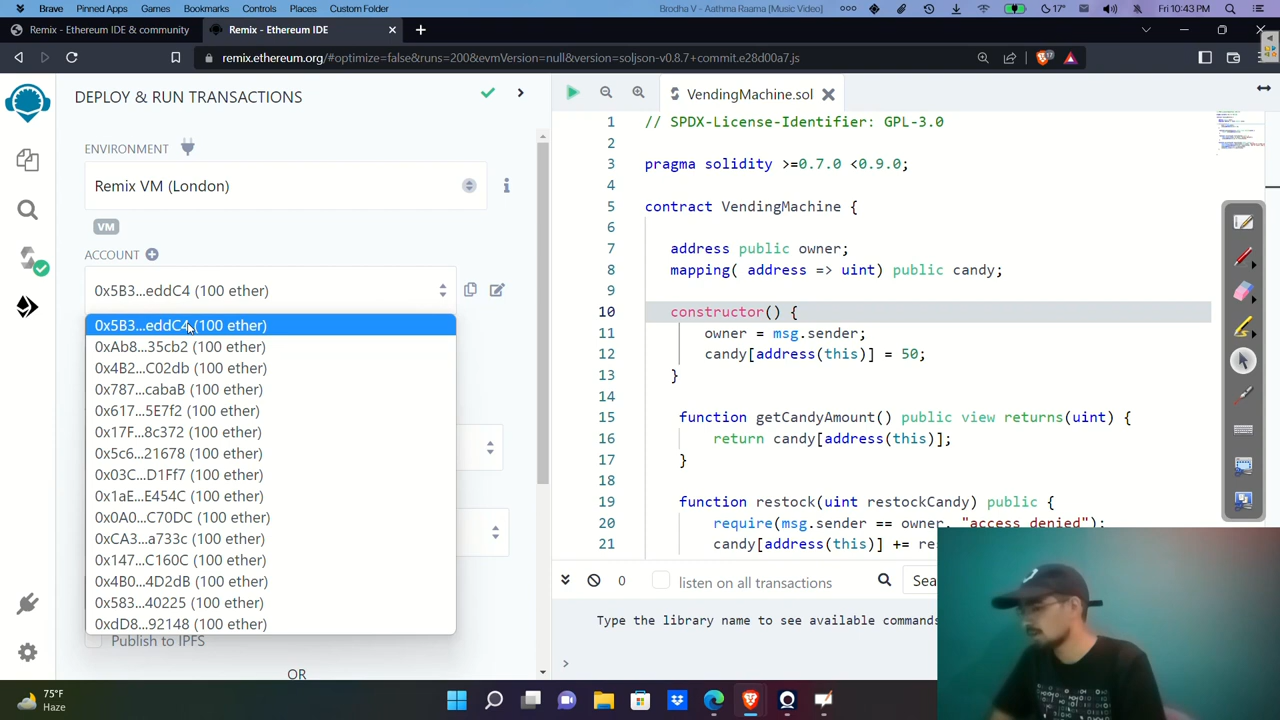 Brave Pinned Apps Games Bookmarks Controls Places Custom Folder Brodha V - Aathma Raama [Music Video] 17° Fri 10:43 PM
Remix - Ethereum IDE & community Remix - Ethereum IDE
remix.ethereum.org/#optimize=false&runs=200&evmVersion=null&version=soljson-v0.8.7+commit.e28d00a7.js
DEPLOY & RUN TRANSACTIONS
ENVIRONMENT
Remix VM (London)
VM
ACCOUNT
0x5B3...eddC4 (100 ether)
0x5B3...eddC4 (100 ether)
0xAb8...35cb2 (100 ether)
0x4B2...C02db (100 ether)
0x787...cabaB (100 ether)
0x617...5E7f2 (100 ether)
0x17F...8c372 (100 ether)
0x5c6...21678 (100 ether)
0x03C...D1Ff7 (100 ether)
0x1aE...E454C (100 ether)
0x0A0...C70DC (100 ether)
0xCA3...a733c (100 ether)
0x147...C160C (100 ether)
0x4B0...4D2dB (100 ether)
0x583...40225 (100 ether)
0xdD8...92148 (100 ether)
Publish to IPFS
OR
VendingMachine.sol
1 // SPDX-License-Identifier: GPL-3.0
2
3 pragma solidity >=0.7.0 <0.9.0;
4
5 contract VendingMachine {
6
7 address public owner;
8 mapping( address => uint) public candy;
9
10 constructor() {
11 owner = msg.sender;
12 candy[address(this)] = 50;
13 }
14
15 function getCandyAmount() public view returns(uint) {
16 return candy[address(this)];
17 }
18
19 function restock(uint restockCandy) public {
20 require(msg.sender == owner, "access denied");
21 candy[address(this)] += re
0 listen on all transactions Sea
Type the library name to see available commands
>
75°F
Haze